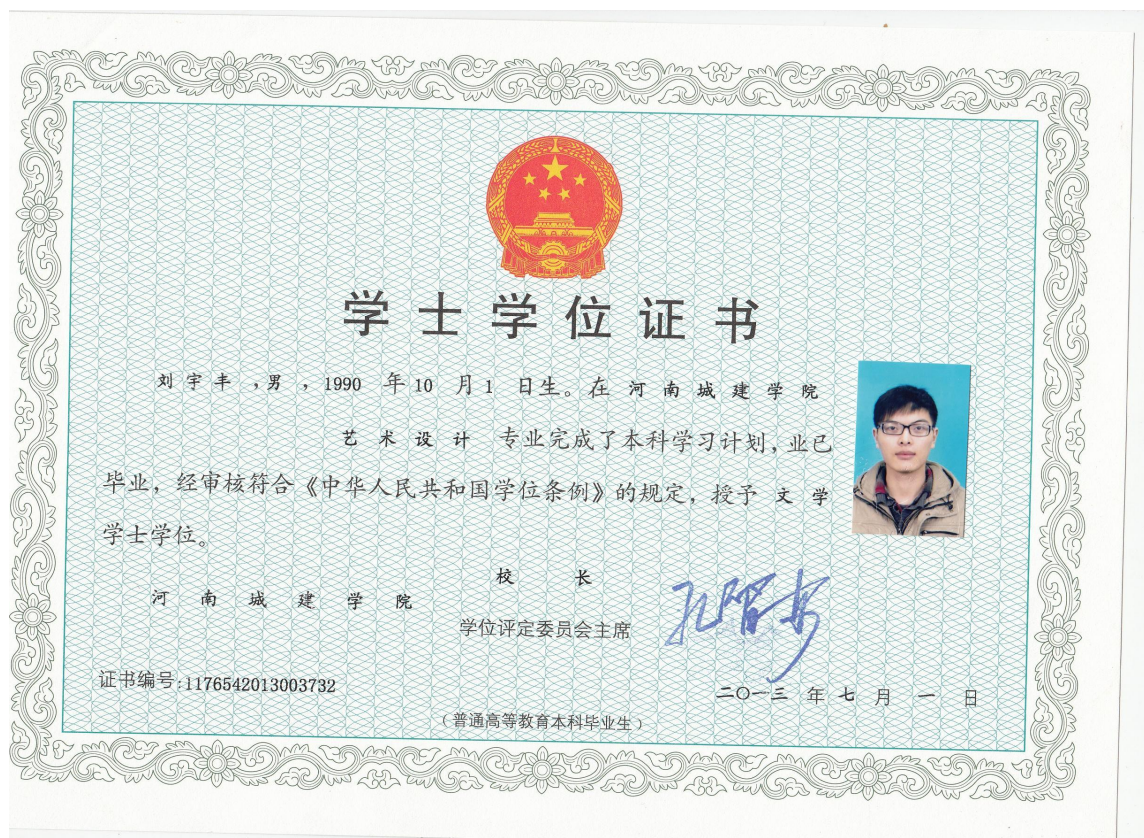 学士学位证书
刘宇丰,男,1990 年10 月1 日生。在 河南城建学院
艺术设计 专业完成了本科学习计划,业已
毕业,经审核符合《中华人民共和国学位条例》的规定,授予 文学
学士学位。
校 长
河南城建学院
学位评定委员会主席
证书编号:1176542013003732
二〇一三 年 七 月 一 日
(普通高等教育本科毕业生)